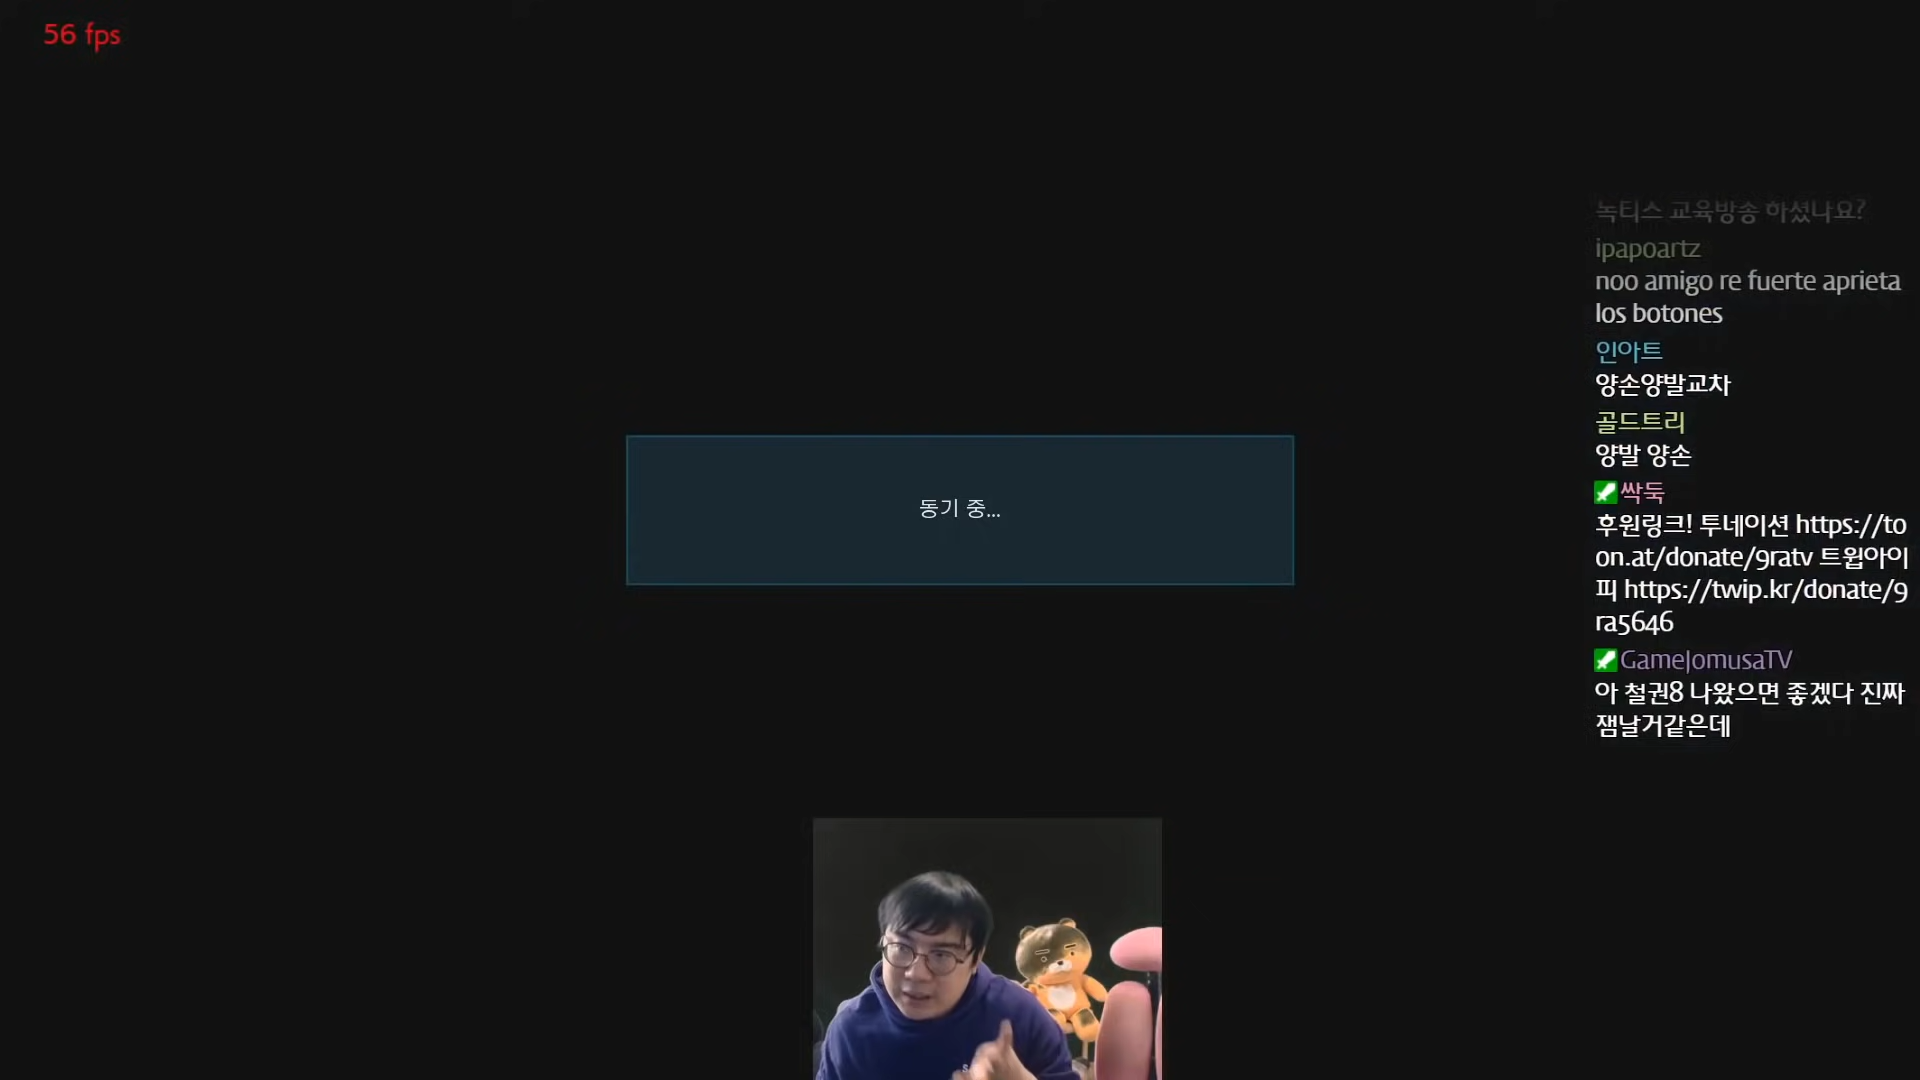 56 fps
녹티스 교육방송 하셨나요?
ipapoartz
noo amigo re fuerte aprieta
los botones
인아트
양손양발교차
골드트리
양발 양손
싹둑
후원링크! 투네이션 https://to
on.at/donate/9ratv 트윕아이
피 https://twip.kr/donate/9
ra5646
GameJomusaTV
아 철권8 나왔으면 좋겠다 진짜
잼날거같은데
동기 중...